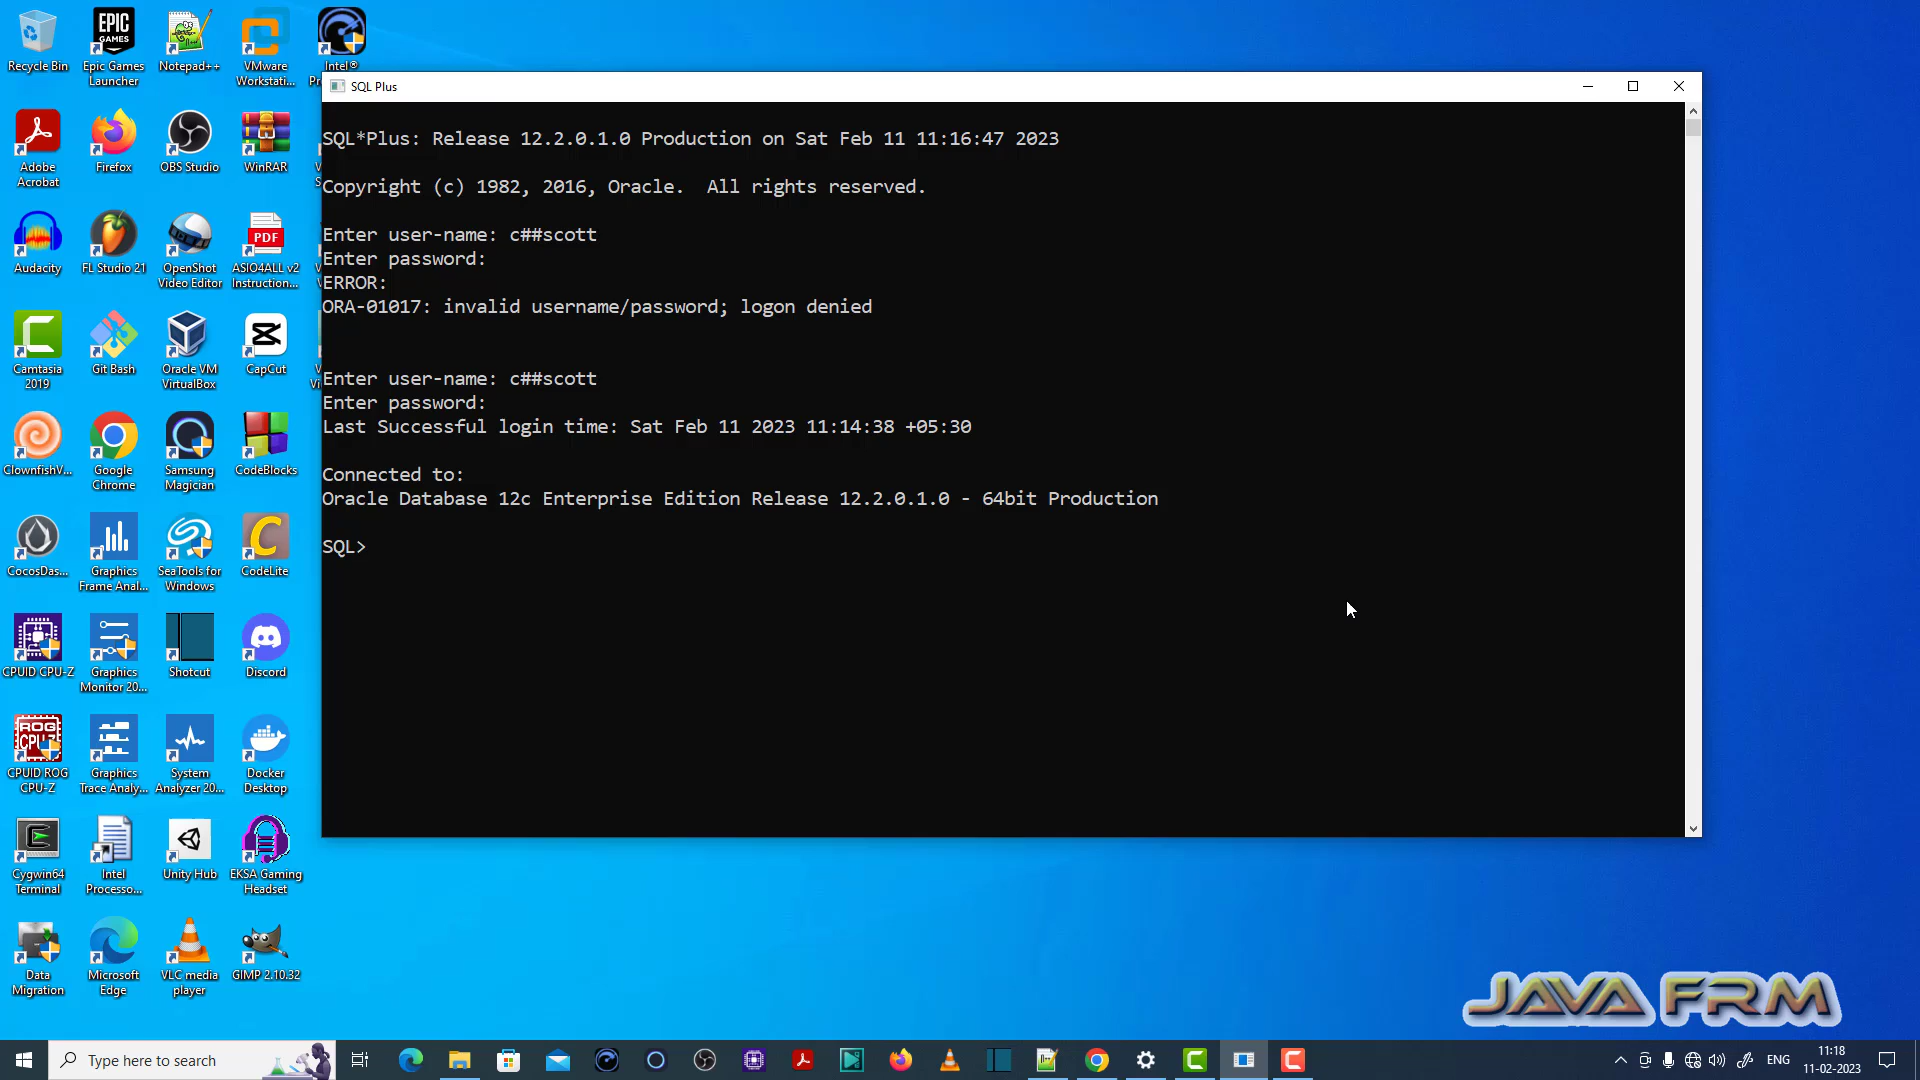 Recycle Bin
Epic Games
Launcher
Notepad++
VMware
Workstati...
Intel®
EPIC
GAMES
Adobe
Acrobat
Firefox
OBS Studio
WinRAR
Audacity
FL Studio 21
OpenShot
Video Editor
PDF
ASIO4ALL v2
Instruction...
Camtasia
2019
Git Bash
Oracle VM
VirtualBox
CapCut
ClownfishV...
Google
Chrome
Samsung
Magician
CodeBlocks
CocosDas...
Graphics
Frame Anal...
SeaTools for
Windows
CodeLite
CPUID CPU-Z
Graphics
Monitor 20...
Shotcut
Discord
ROG
CPU-Z
CPUID ROG
CPU-Z
Graphics
Trace Analy...
System
Analyzer 20...
Docker
Desktop
Cygwin64
Terminal
Intel
Processo...
Unity Hub
EKSA Gaming
Headset
Data
Migration
Microsoft
Edge
VLC media
player
GIMP 2.10.32
SQL Plus
SQL*Plus: Release 12.2.0.1.0 Production on Sat Feb 11 11:16:47 2023
Copyright (c) 1982, 2016, Oracle.  All rights reserved.
Enter user-name: c##scott
Enter password:
ERROR:
ORA-01017: invalid username/password; logon denied
Enter user-name: c##scott
Enter password:
Last Successful login time: Sat Feb 11 2023 11:14:38 +05:30
Connected to:
Oracle Database 12c Enterprise Edition Release 12.2.0.1.0 - 64bit Production
SQL>
JAVA FRM
Type here to search
ENG
11:18
11-02-2023